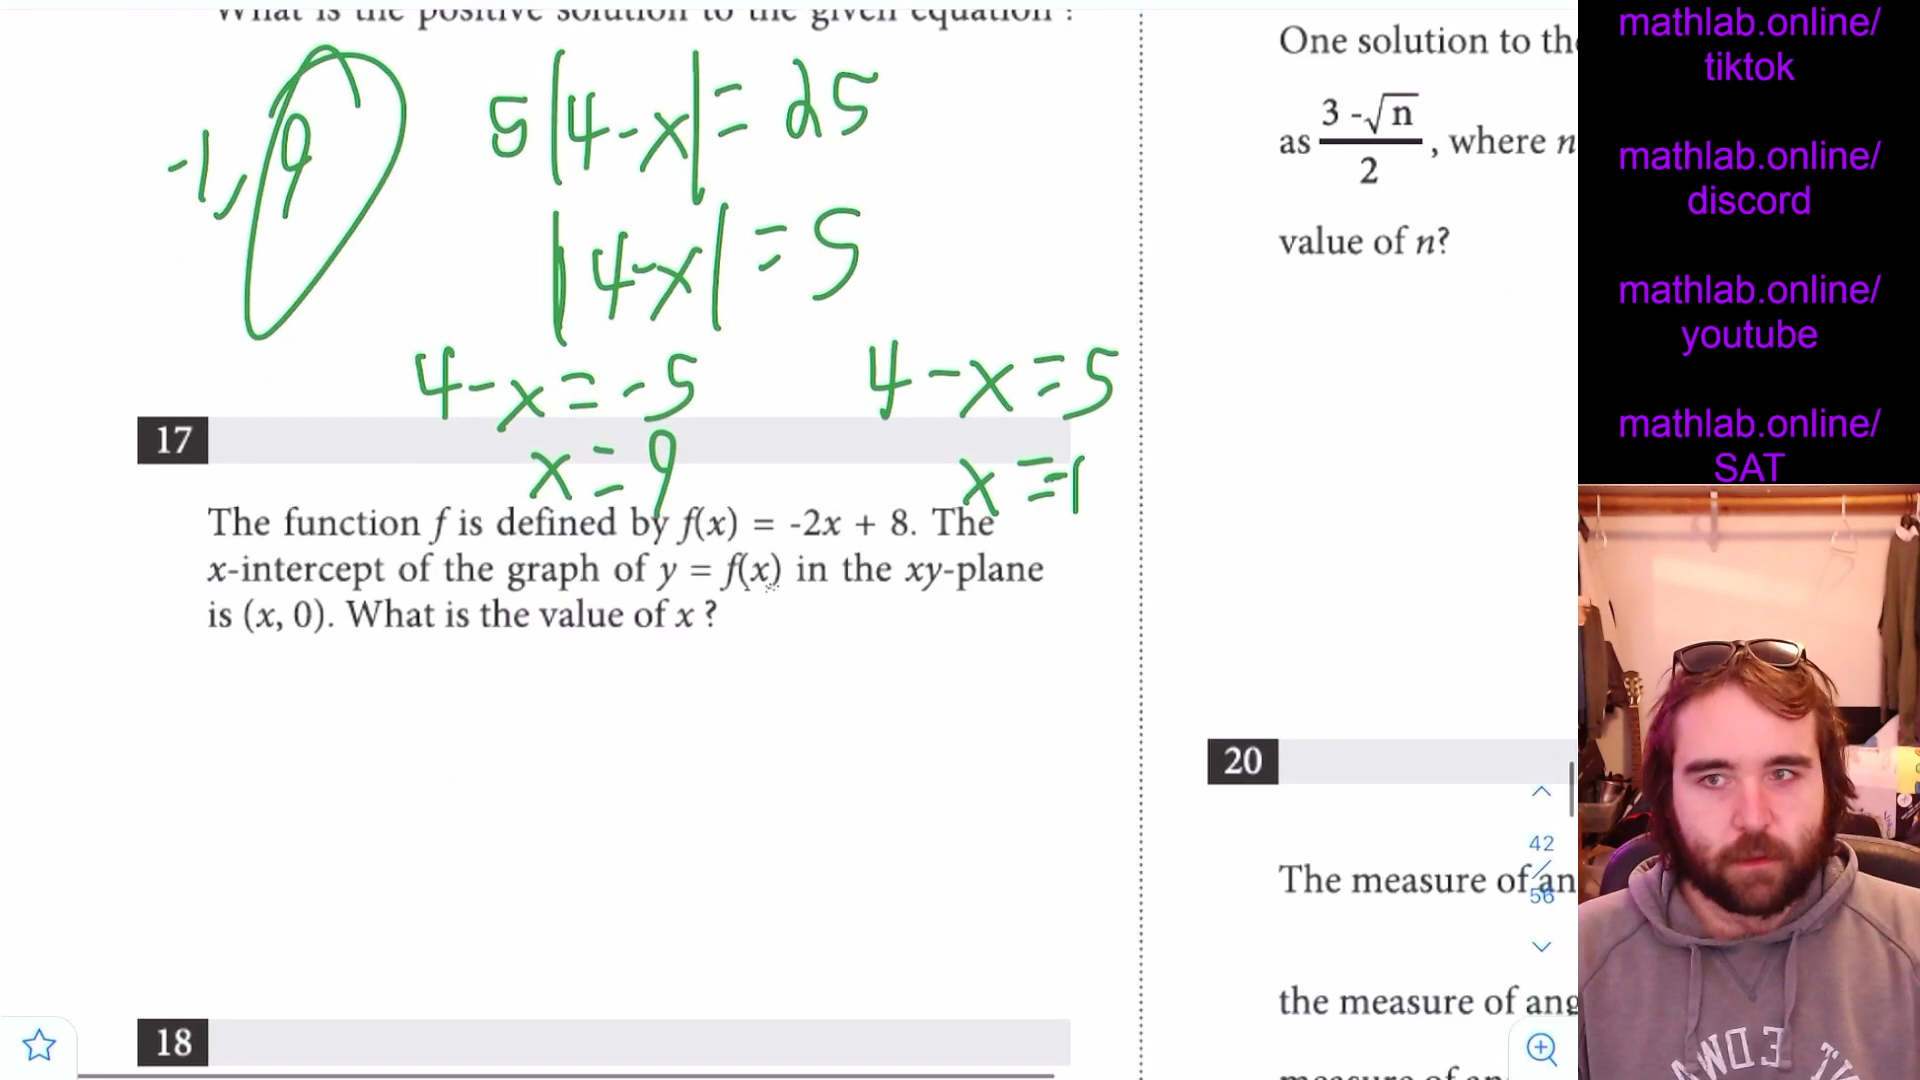 What is the positive solution to the given equation ?
-1, 9
5|4-x| = 25
|4-x| = 5
4-x = -5
x = 9
4-x = 5
x = -1
17
The function f is defined by f(x) = -2x + 8. The
x-intercept of the graph of y = f(x) in the xy-plane
is (x, 0). What is the value of x ?
18
One solution to th
as (3 -√n)/2 , where n
value of n?
20
The measure of an
the measure of ang
measure of an
42
/
56
mathlab.online/
tiktok
mathlab.online/
discord
mathlab.online/
youtube
mathlab.online/
SAT